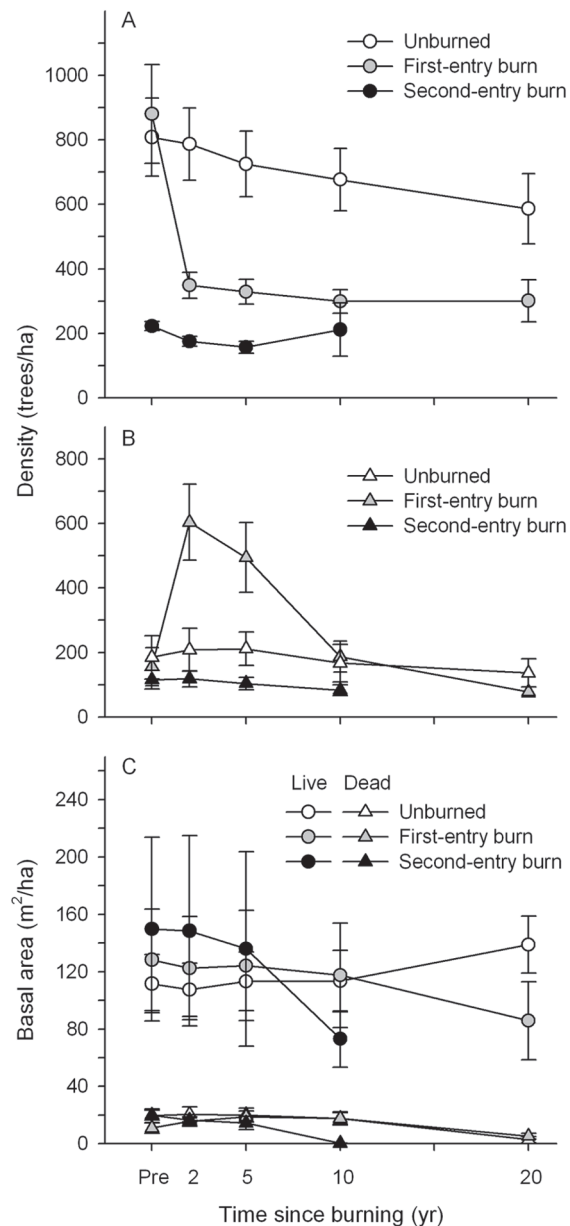 A
Unburned
First-entry burn
Second-entry burn
1000
800
600
400
200
0
B
Unburned
First-entry burn
Second-entry burn
800
600
400
200
0
Density (trees/ha)
C
Live Dead
Unburned
First-entry burn
Second-entry burn
240
200
160
120
80
40
0
Basal area (m²/ha)
Pre 2 5 10 20
Time since burning (yr)